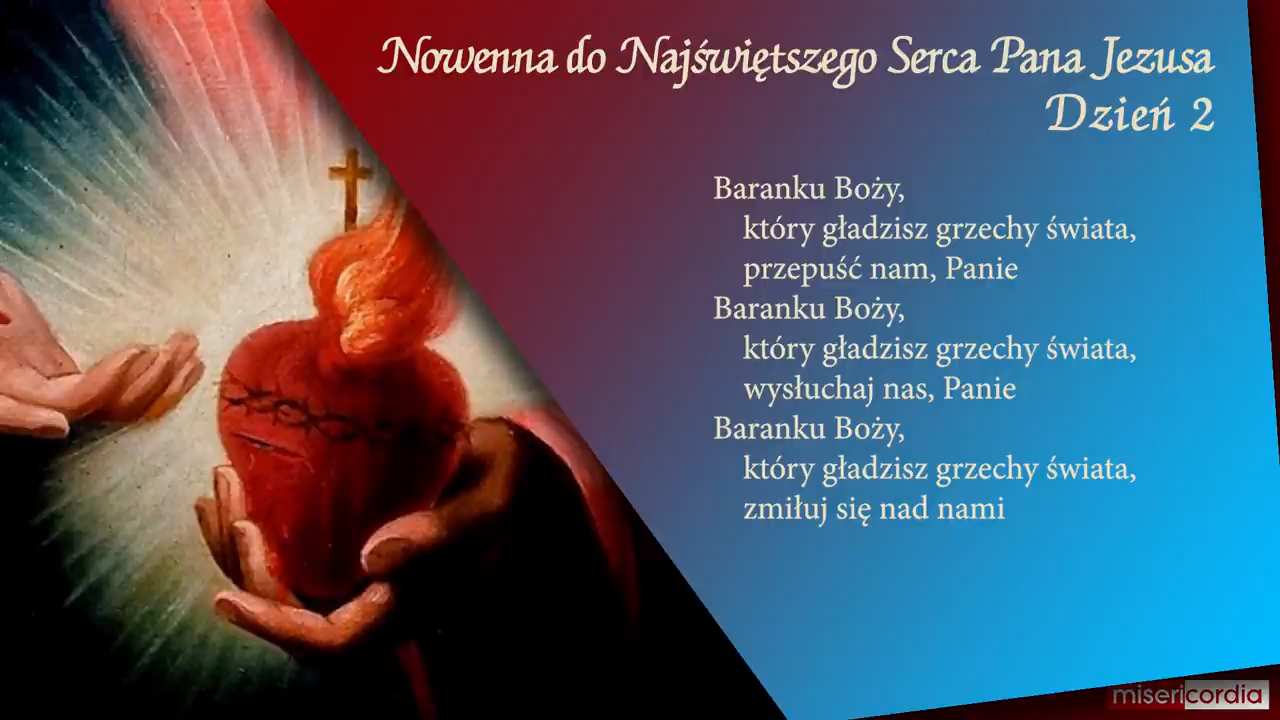 Nowenna do Najświętszego Serca Pana Jezusa
Dzień 2
Baranku Boży,
który gładzisz grzechy świata,
przepuść nam, Panie
Baranku Boży,
który gładzisz grzechy świata,
wysłuchaj nas, Panie
Baranku Boży,
który gładzisz grzechy świata,
zmiłuj się nad nami
misericordia